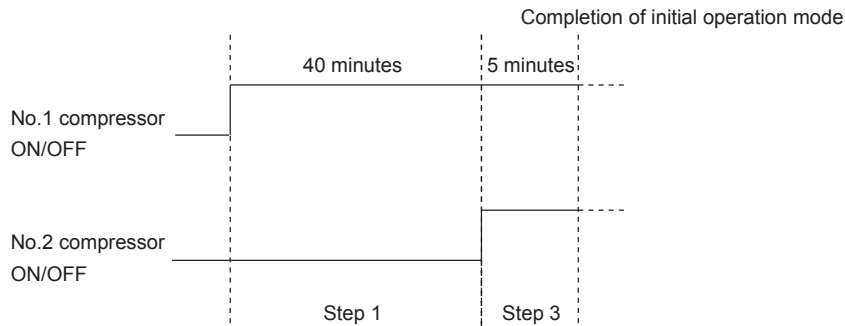 Completion of initial operation mode
40 minutes
5 minutes
No.1 compressor
ON/OFF
No.2 compressor
ON/OFF
Step 1
Step 3